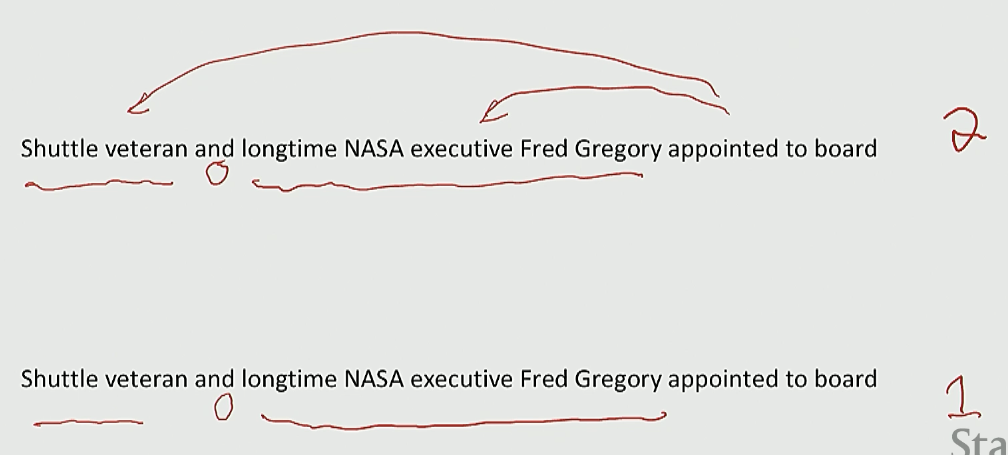 Shuttle veteran and longtime NASA executive Fred Gregory appointed to board 2
Shuttle veteran and longtime NASA executive Fred Gregory appointed to board 1
Sta